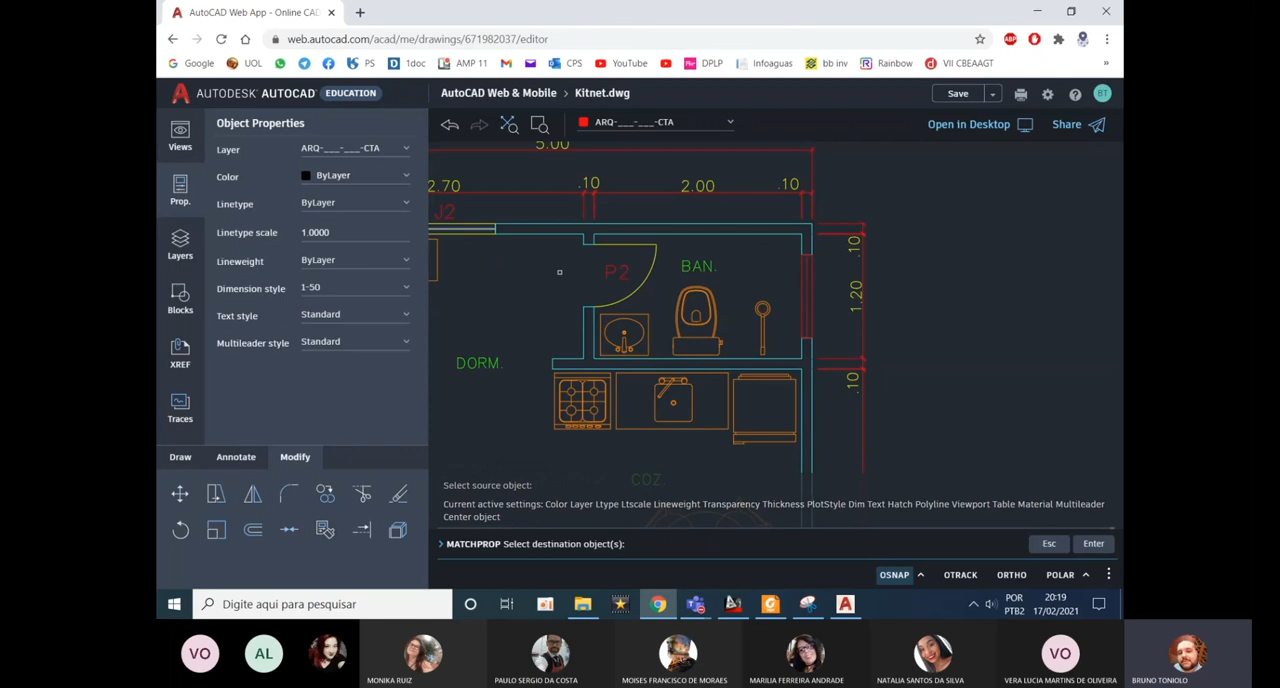 AutoCAD Web App - Online CAD
web.autocad.com/acad/me/drawings/671982037/editor
ABP
Google UOL PS 1doc AMP 11 CPS YouTube DPLP Infoaguas bb inv Rainbow VII CBEAAGT »
AUTODESK® AUTOCAD EDUCATION
AutoCAD Web & Mobile > Kitnet.dwg
Save
BT
Object Properties
ARQ-___-___-CTA
Open in Desktop
Share
Views
Prop.
Layers
Blocks
XREF
Traces
Layer ARQ-___-___-CTA
Color ByLayer
Linetype ByLayer
Linetype scale 1.0000
Lineweight ByLayer
Dimension style 1-50
Text style Standard
Multileader style Standard
5.00
2.70 .10 2.00 .10
J2
.10
P2 BAN.
1.20
DORM.
.10
COZ.
Draw Annotate Modify
Select source object:
Current active settings: Color Layer Ltype Ltscale Lineweight Transparency Thickness PlotStyle Dim Text Hatch Polyline Viewport Table Material Multileader
Center object
> MATCHPROP Select destination object(s):
Esc Enter
OSNAP OTRACK ORTHO POLAR
Digite aqui para pesquisar
POR
PTB2
20:19
17/02/2021
VO
AL
MONIKA RUIZ
PAULO SERGIO DA COSTA
MOISES FRANCISCO DE MORAES
MARILIA FERREIRA ANDRADE
NATALIA SANTOS DA SILVA
VO
VERA LUCIA MARTINS DE OLIVEIRA
BRUNO TONIOLO